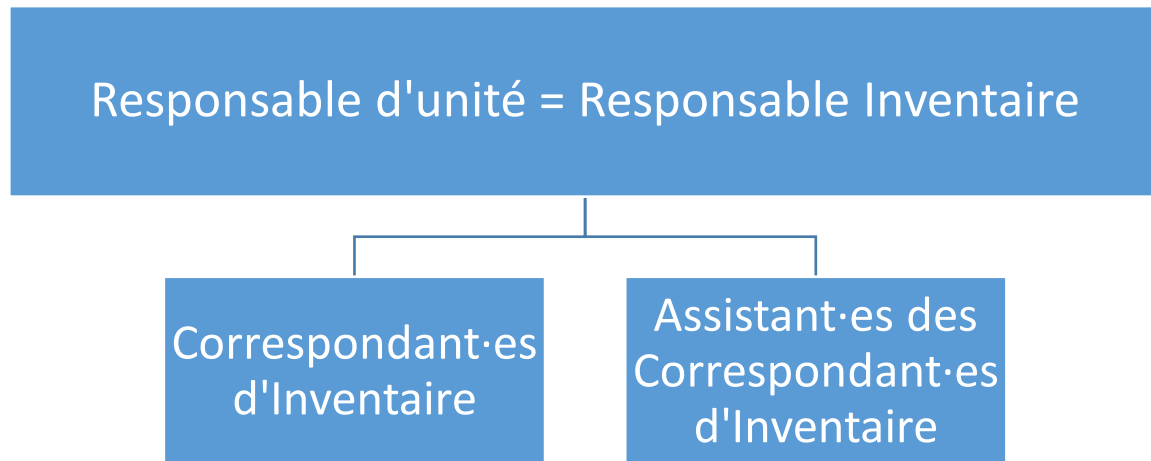 Responsable d'unité = Responsable Inventaire
Correspondant·es
d'Inventaire
Assistant·es des
Correspondant·es
d'Inventaire